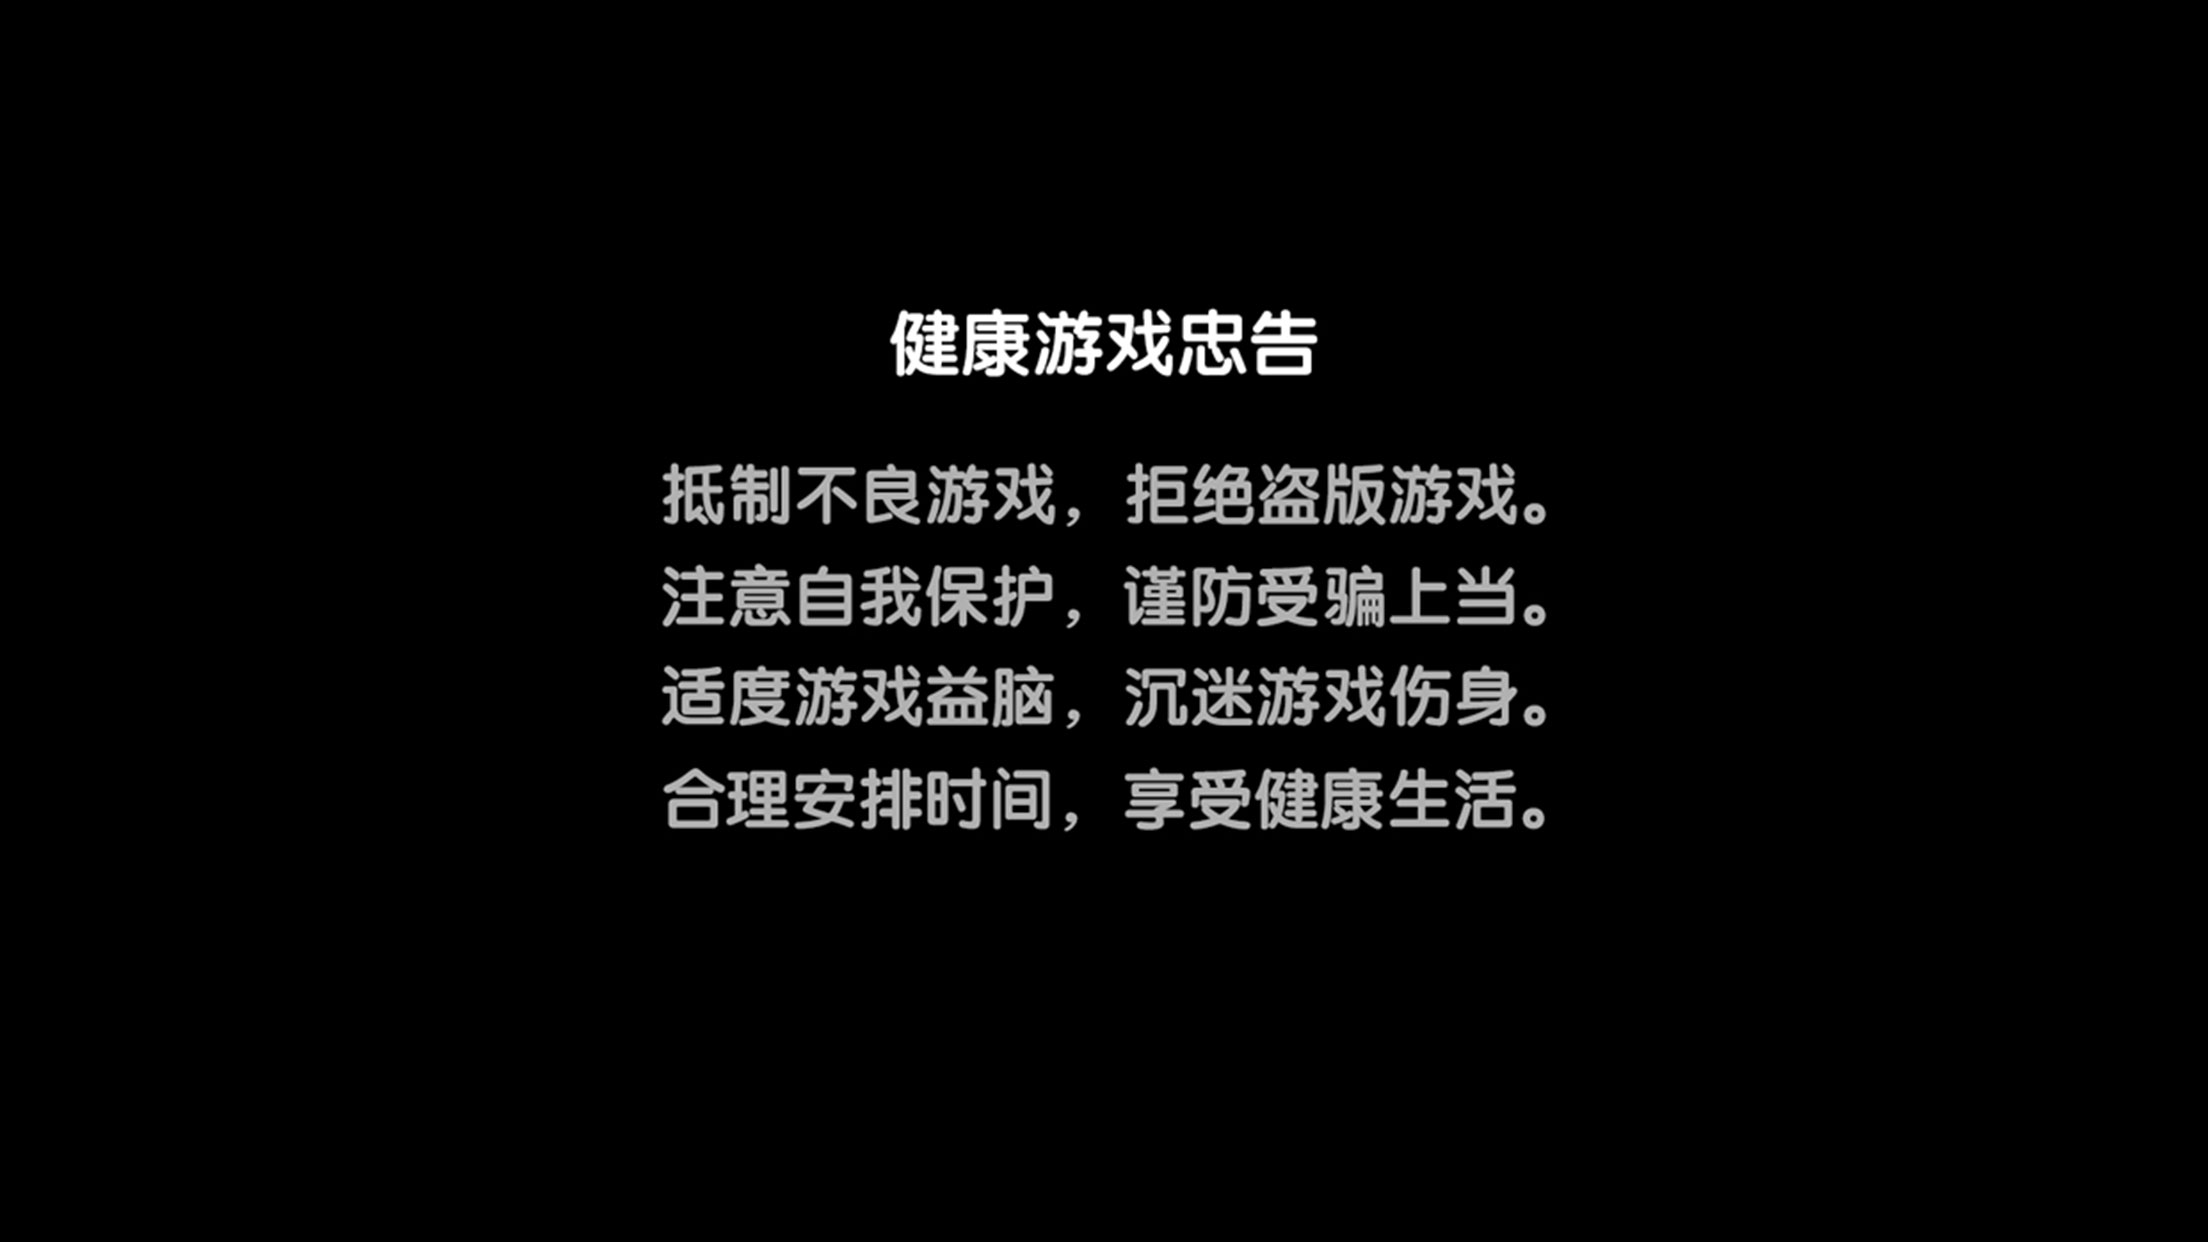 健康游戏忠告
抵制不良游戏，拒绝盗版游戏。
注意自我保护，谨防受骗上当。
适度游戏益脑，沉迷游戏伤身。
合理安排时间，享受健康生活。